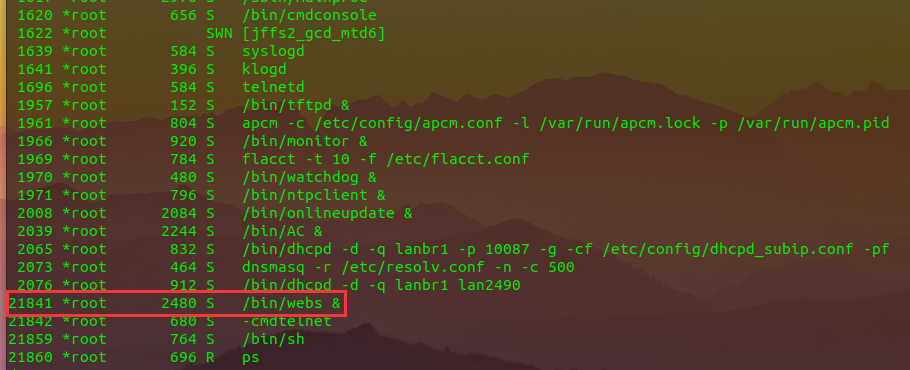 1620 *root 656 S /bin/cmdconsole
1622 *root SWN [jffs2_gcd_mtd6]
1639 *root 584 S syslogd
1641 *root 396 S klogd
1696 *root 584 S telnetd
1957 *root 152 S /bin/tftpd &
1961 *root 804 S apcm -c /etc/config/apcm.conf -l /var/run/apcm.lock -p /var/run/apcm.pid
1966 *root 920 S /bin/monitor &
1969 *root 784 S flacct -t 10 -f /etc/flacct.conf
1970 *root 480 S /bin/watchdog &
1971 *root 796 S /bin/ntpclient &
2008 *root 2084 S /bin/onlineupdate &
2039 *root 2244 S /bin/AC &
2065 *root 832 S /bin/dhcpd -d -q lanbr1 -p 10087 -g -cf /etc/config/dhcpd_subip.conf -pf
2073 *root 464 S dnsmasq -r /etc/resolv.conf -n -c 500
2076 *root 912 S /bin/dhcpd -d -q lanbr1 lan2490
21841 *root 2480 S /bin/webs &
21842 *root 680 S -cmdtelnet
21859 *root 764 S /bin/sh
21860 *root 696 R ps